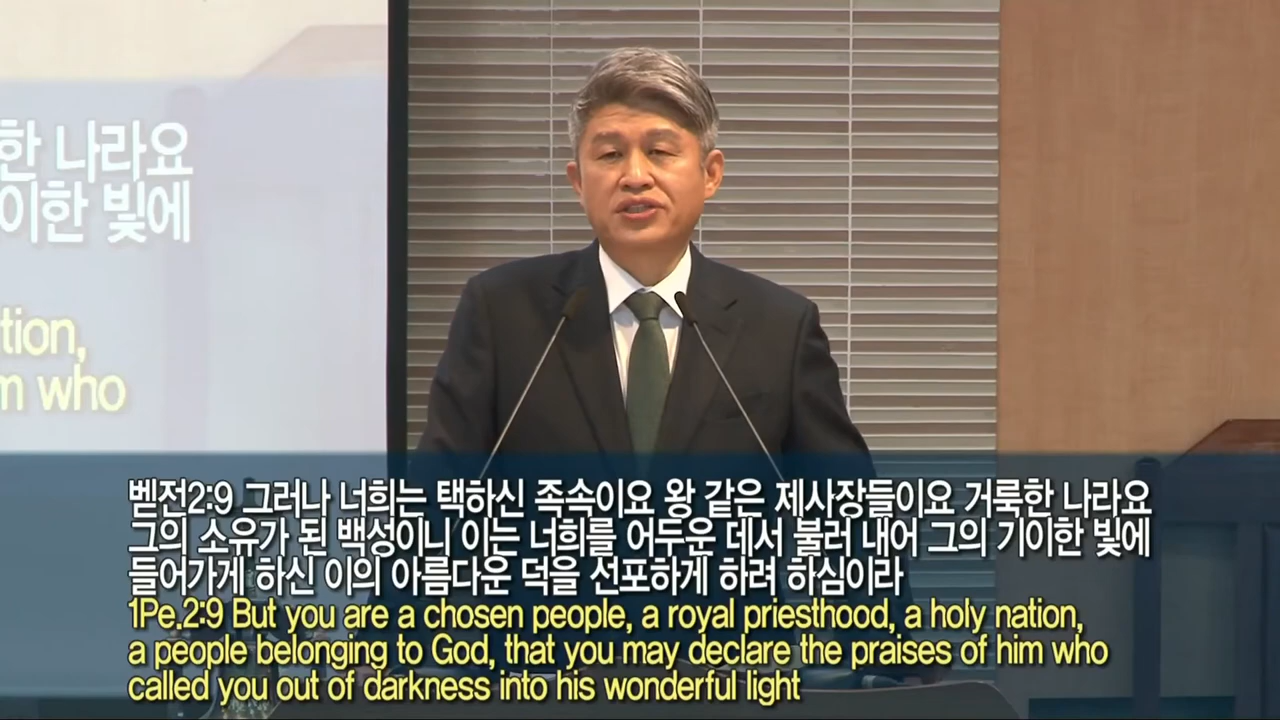 한 나라요
이한 빛에
tion,
m who
벧전2:9 그러나 너희는 택하신 족속이요 왕 같은 제사장들이요 거룩한 나라요
그의 소유가 된 백성이니 이는 너희를 어두운 데서 불러 내어 그의 기이한 빛에
들어가게 하신 이의 아름다운 덕을 선포하게 하려 하심이라
1Pe.2:9 But you are a chosen people, a royal priesthood, a holy nation,
a people belonging to God, that you may declare the praises of him who
called you out of darkness into his wonderful light